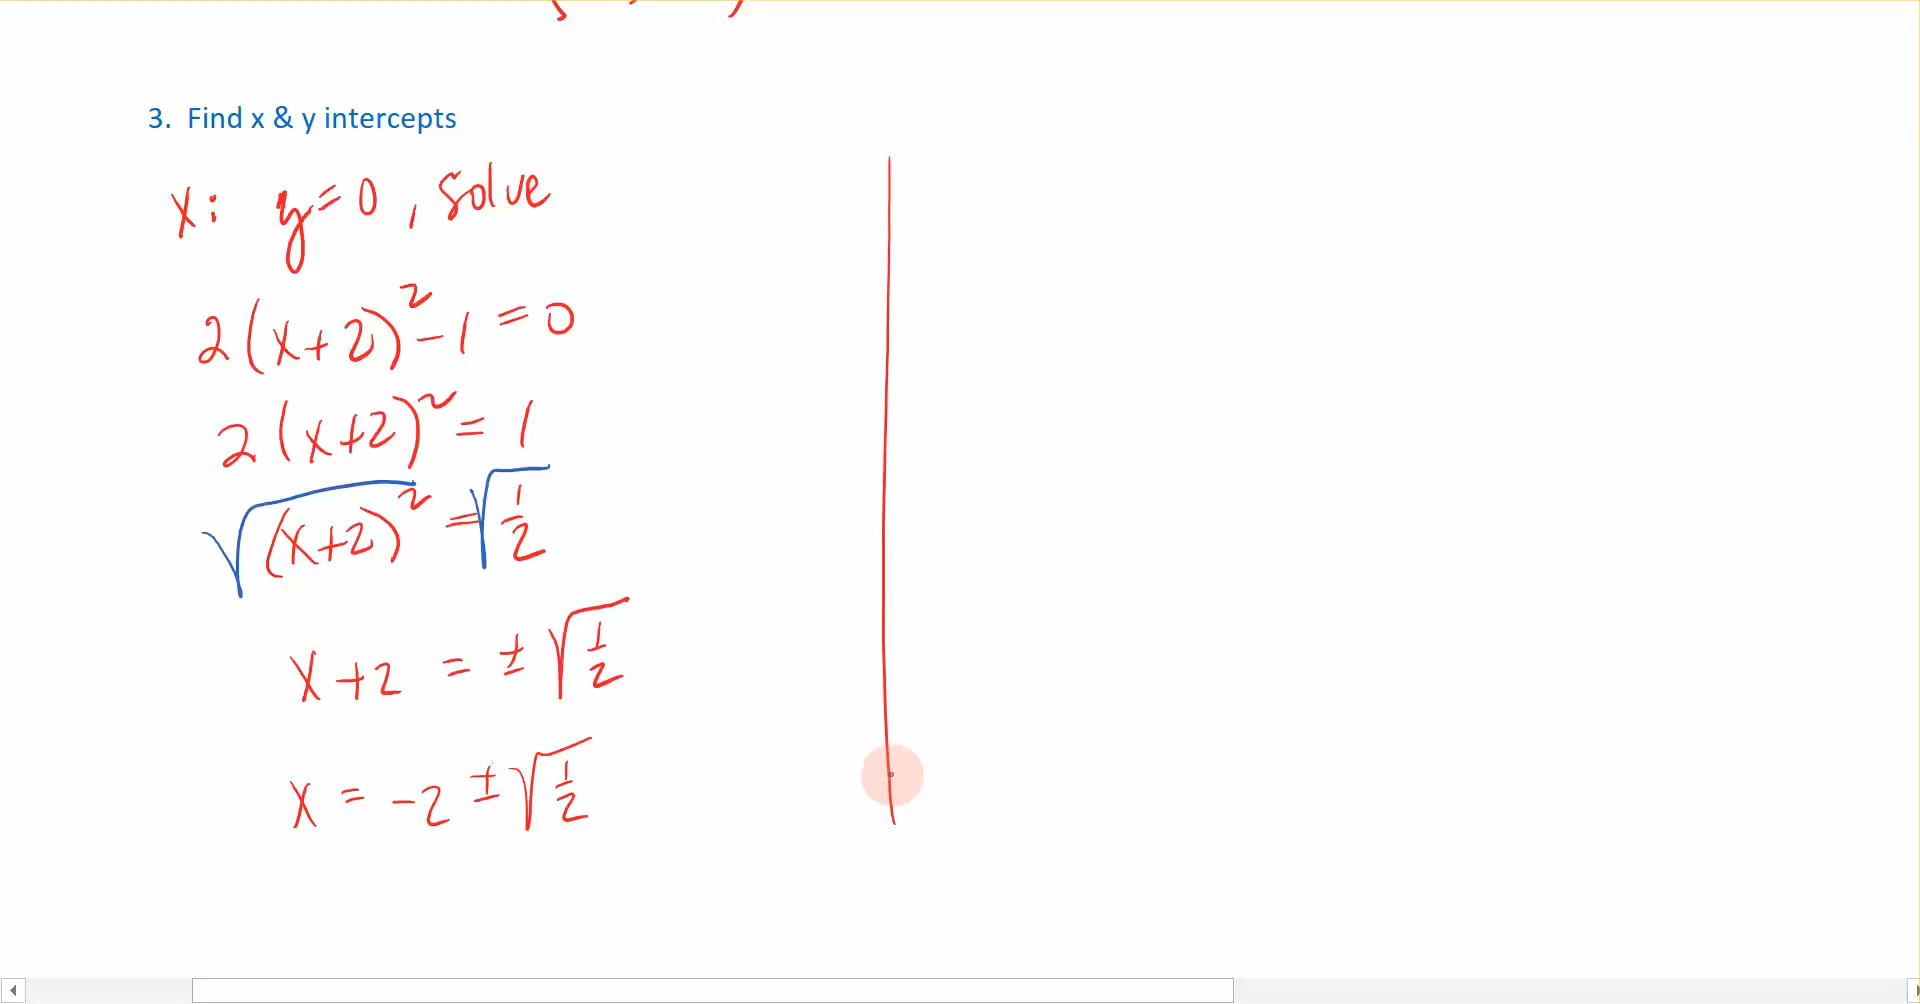 3. Find x & y intercepts
x: y=0, solve
2(x+2)²-1=0
2(x+2)²=1
√(x+2)²=√1/2
x+2=±√1/2
x=-2±√1/2